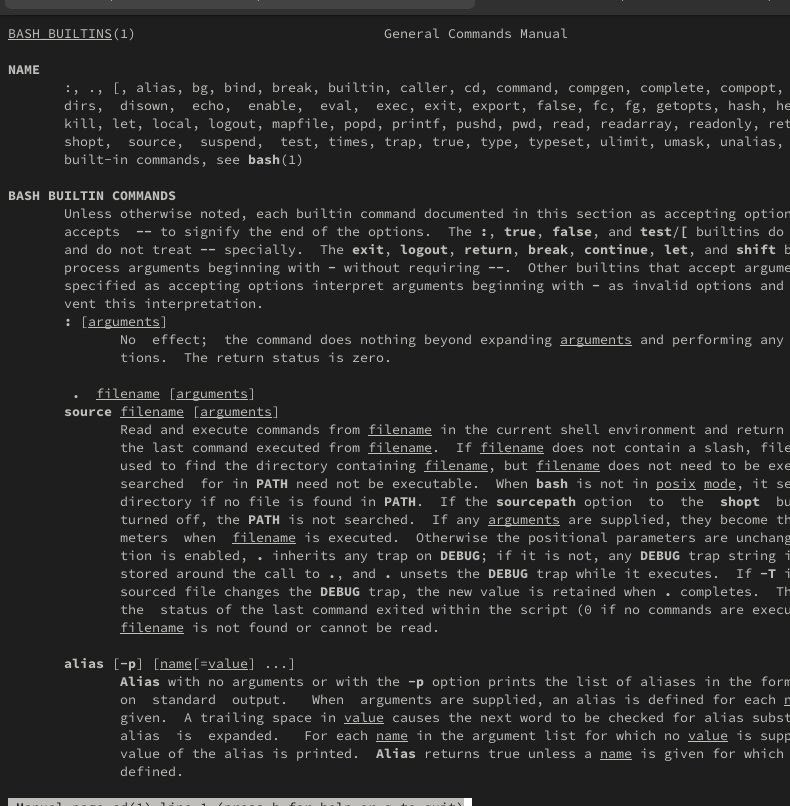 BASH BUILTINS(1) General Commands Manual
NAME
:, ., [, alias, bg, bind, break, builtin, caller, cd, command, compgen, complete, compopt,
dirs, disown, echo, enable, eval, exec, exit, export, false, fc, fg, getopts, hash, he
kill, let, local, logout, mapfile, popd, printf, pushd, pwd, read, readarray, readonly, ret
shopt, source, suspend, test, times, trap, true, type, typeset, ulimit, umask, unalias,
built-in commands, see bash(1)
BASH BUILTIN COMMANDS
Unless otherwise noted, each builtin command documented in this section as accepting option
accepts -- to signify the end of the options. The :, true, false, and test/[ builtins do
and do not treat -- specially. The exit, logout, return, break, continue, let, and shift b
process arguments beginning with - without requiring --. Other builtins that accept argume
specified as accepting options interpret arguments beginning with - as invalid options and
vent this interpretation.
: [arguments]
No effect; the command does nothing beyond expanding arguments and performing any
tions. The return status is zero.
. filename [arguments]
source filename [arguments]
Read and execute commands from filename in the current shell environment and return
the last command executed from filename. If filename does not contain a slash, file
used to find the directory containing filename, but filename does not need to be exe
searched for in PATH need not be executable. When bash is not in posix mode, it se
directory if no file is found in PATH. If the sourcepath option to the shopt bu
turned off, the PATH is not searched. If any arguments are supplied, they become th
meters when filename is executed. Otherwise the positional parameters are unchang
tion is enabled, . inherits any trap on DEBUG; if it is not, any DEBUG trap string i
stored around the call to ., and . unsets the DEBUG trap while it executes. If -T i
sourced file changes the DEBUG trap, the new value is retained when . completes. Th
the status of the last command exited within the script (0 if no commands are execu
filename is not found or cannot be read.
alias [-p] [name[=value] ...]
Alias with no arguments or with the -p option prints the list of aliases in the form
on standard output. When arguments are supplied, an alias is defined for each n
given. A trailing space in value causes the next word to be checked for alias subst
alias is expanded. For each name in the argument list for which no value is supp
value of the alias is printed. Alias returns true unless a name is given for which
defined.
Manual page cd(1) line 1 (press h for help or q to quit)